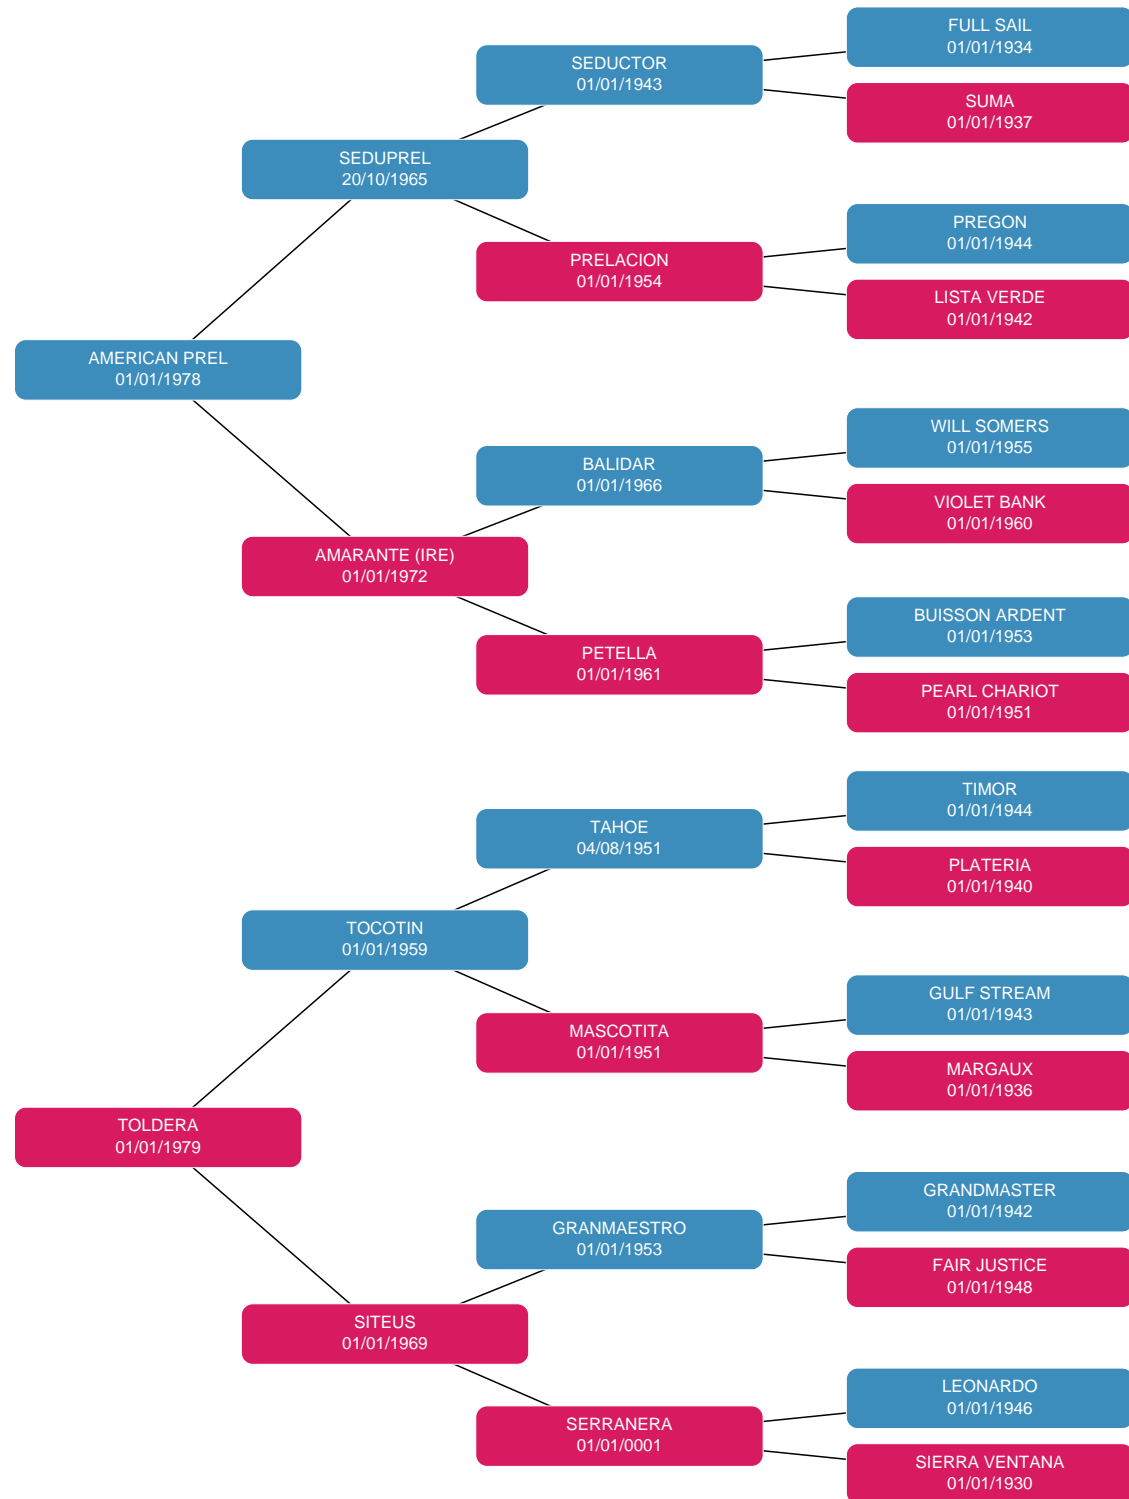 FULL SAIL
01/01/1934
SEDUCTOR
01/01/1943
SUMA
01/01/1937
SEDUPREL
20/10/1965
PREGON
01/01/1944
PRELACION
01/01/1954
LISTA VERDE
01/01/1942
AMERICAN PREL
01/01/1978
WILL SOMERS
01/01/1955
BALIDAR
01/01/1966
VIOLET BANK
01/01/1960
AMARANTE (IRE)
01/01/1972
BUISSON ARDENT
01/01/1953
PETELLA
01/01/1961
PEARL CHARIOT
01/01/1951
TIMOR
01/01/1944
TAHOE
04/08/1951
PLATERIA
01/01/1940
TOCOTIN
01/01/1959
GULF STREAM
01/01/1943
MASCOTITA
01/01/1951
MARGAUX
01/01/1936
TOLDERA
01/01/1979
GRANDMASTER
01/01/1942
GRANMAESTRO
01/01/1953
FAIR JUSTICE
01/01/1948
SITEUS
01/01/1969
LEONARDO
01/01/1946
SERRANERA
01/01/0001
SIERRA VENTANA
01/01/1930